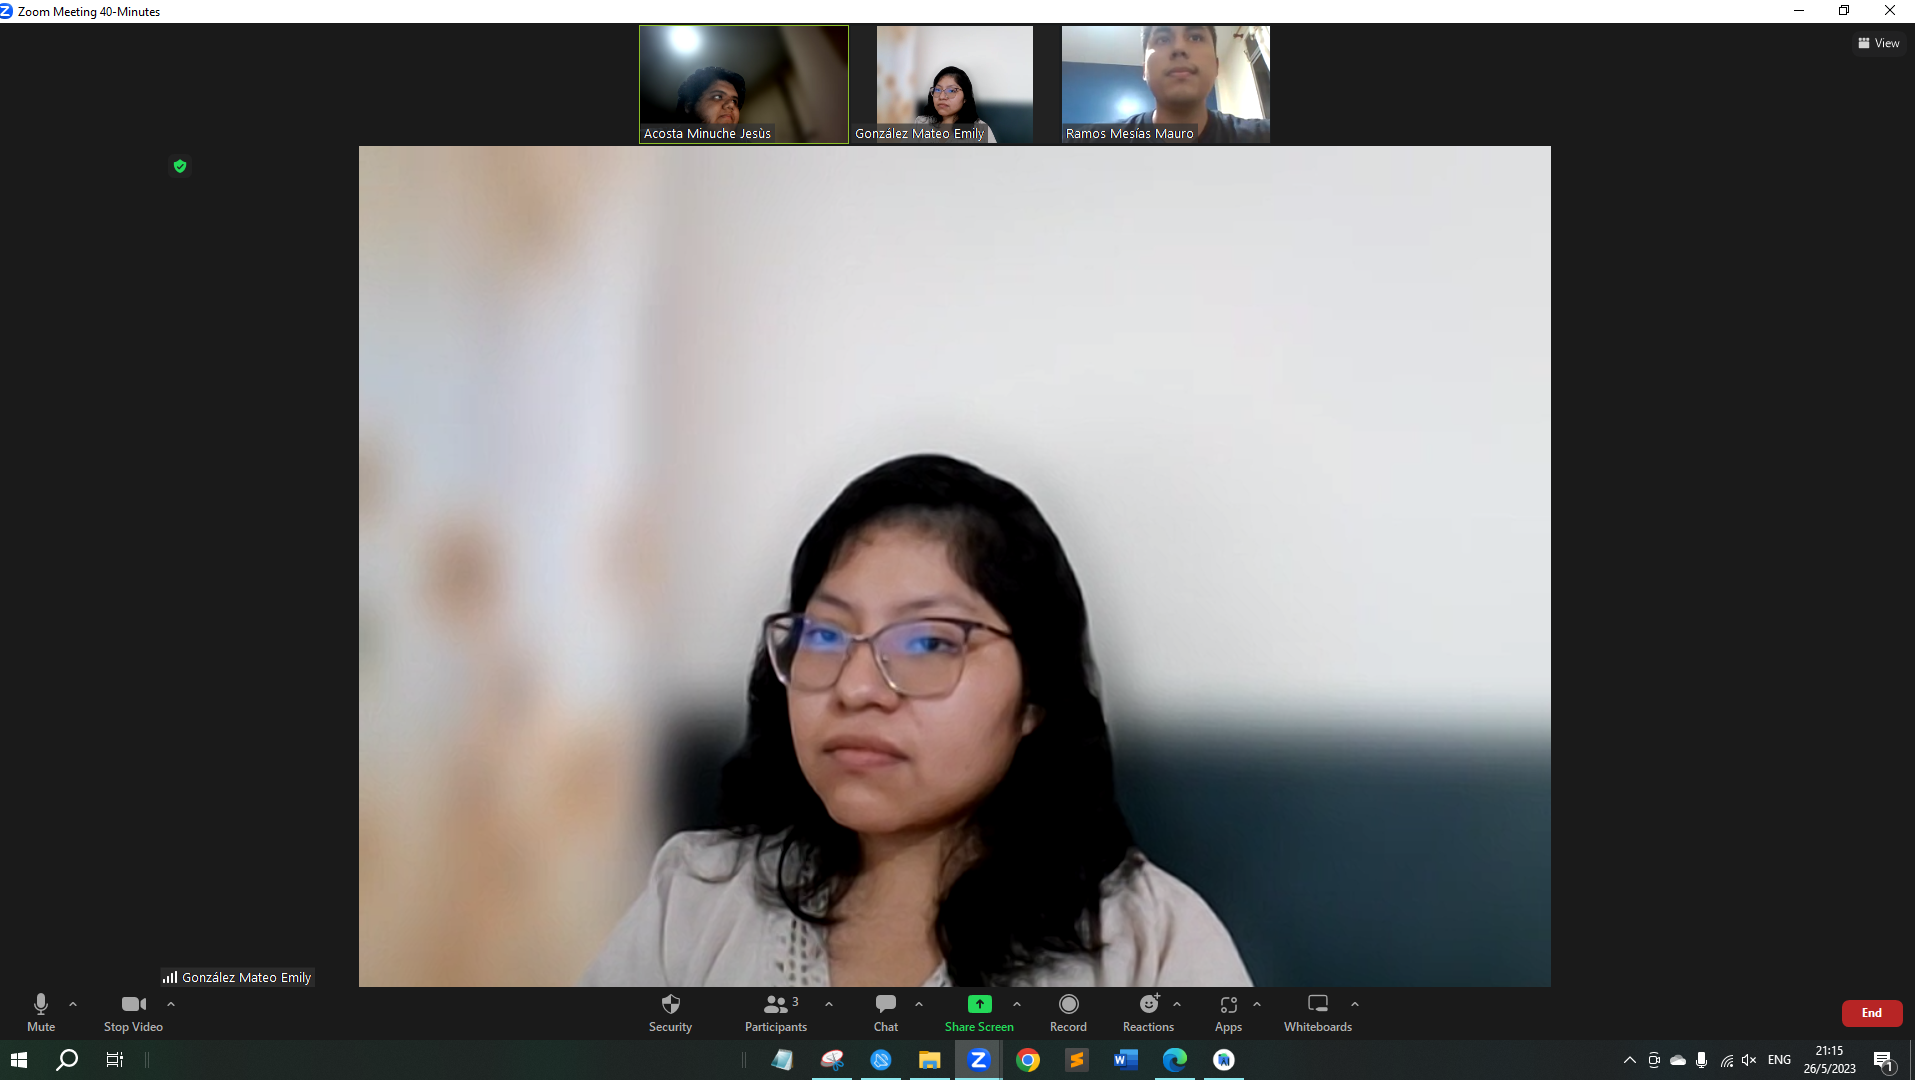 Zoom Meeting 40-Minutes
View
Acosta Minuche Jesùs
González Mateo Emily
Ramos Mesías Mauro
González Mateo Emily
Mute
Stop Video
Security
Participants
3
Chat
Share Screen
Record
Reactions
Apps
Whiteboards
End
ENG
21:15
26/5/2023
1